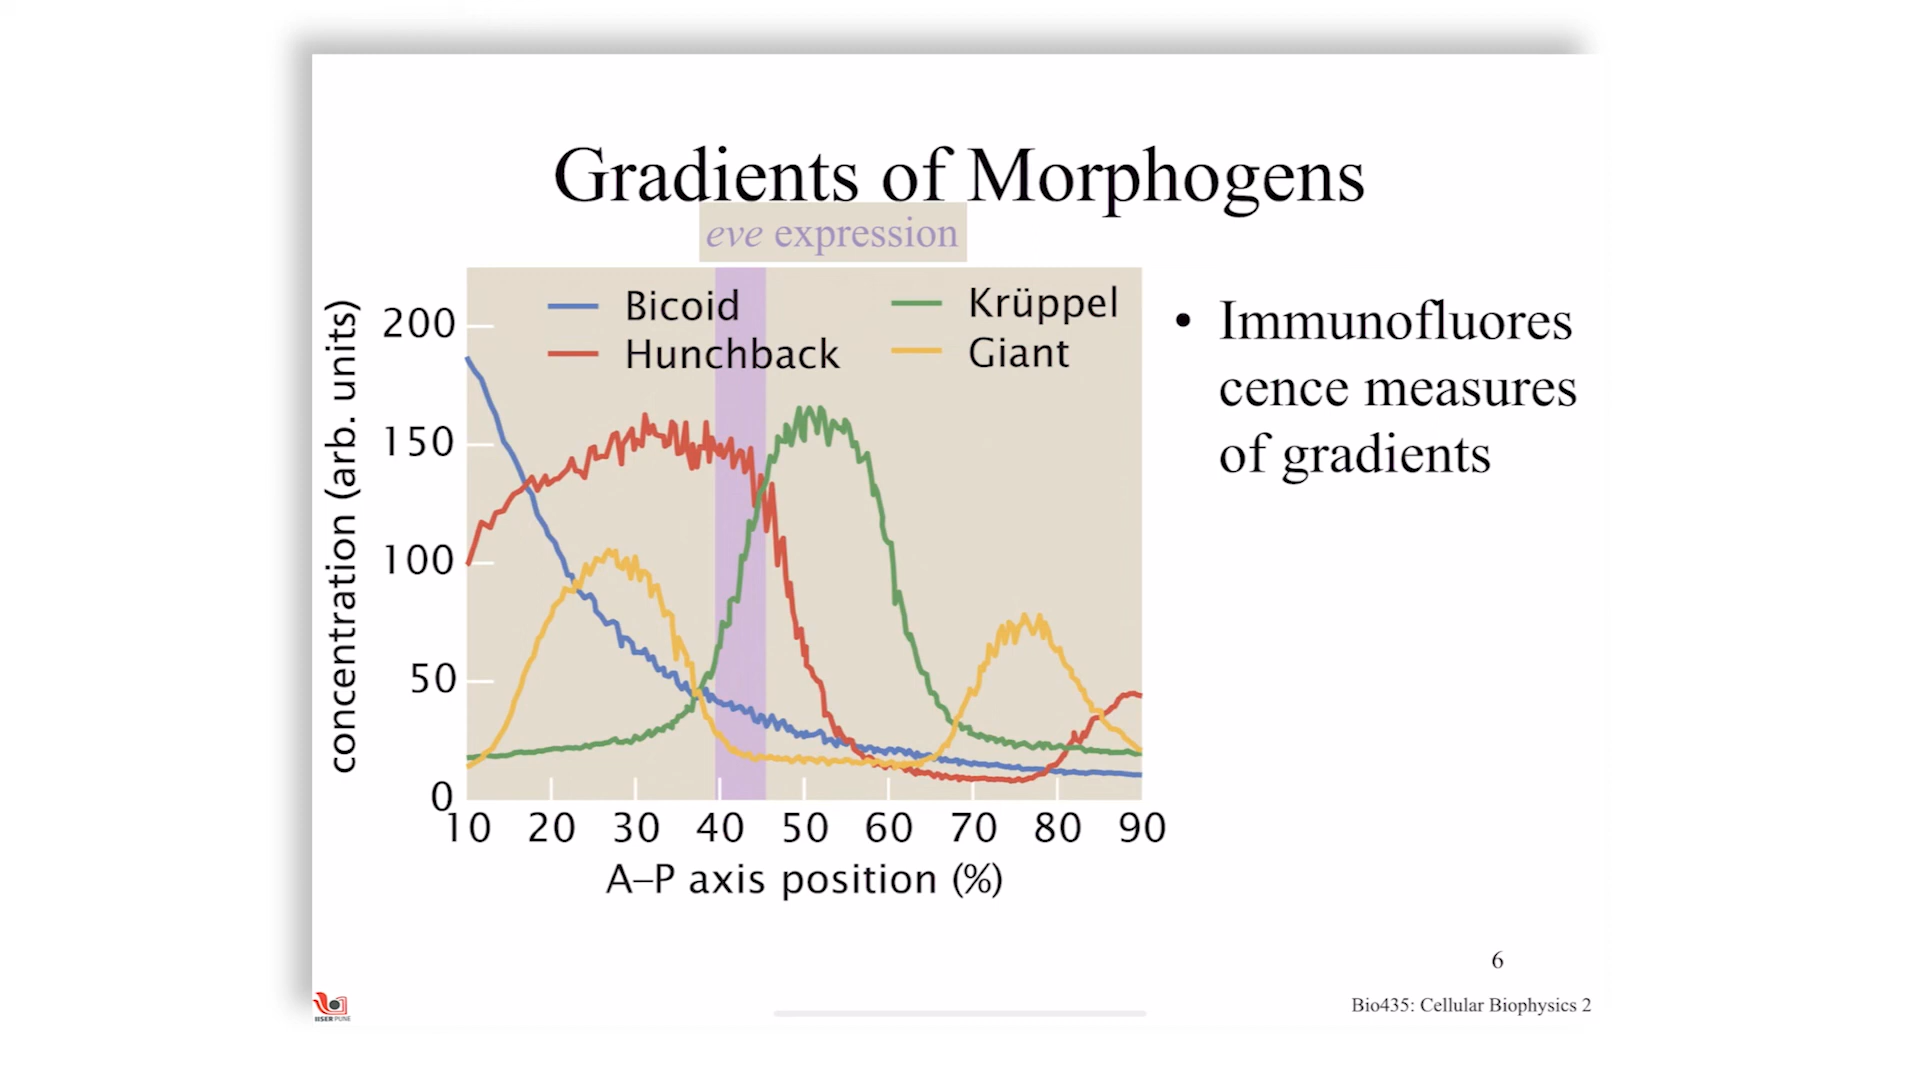 Gradients of Morphogens
eve expression
Bicoid
Hunchback
Krüppel
Giant
concentration (arb. units)
200
150
100
50
0
10 20 30 40 50 60 70 80 90
A–P axis position (%)
• Immunofluores
cence measures
of gradients
6
IISER PUNE
Bio435: Cellular Biophysics 2